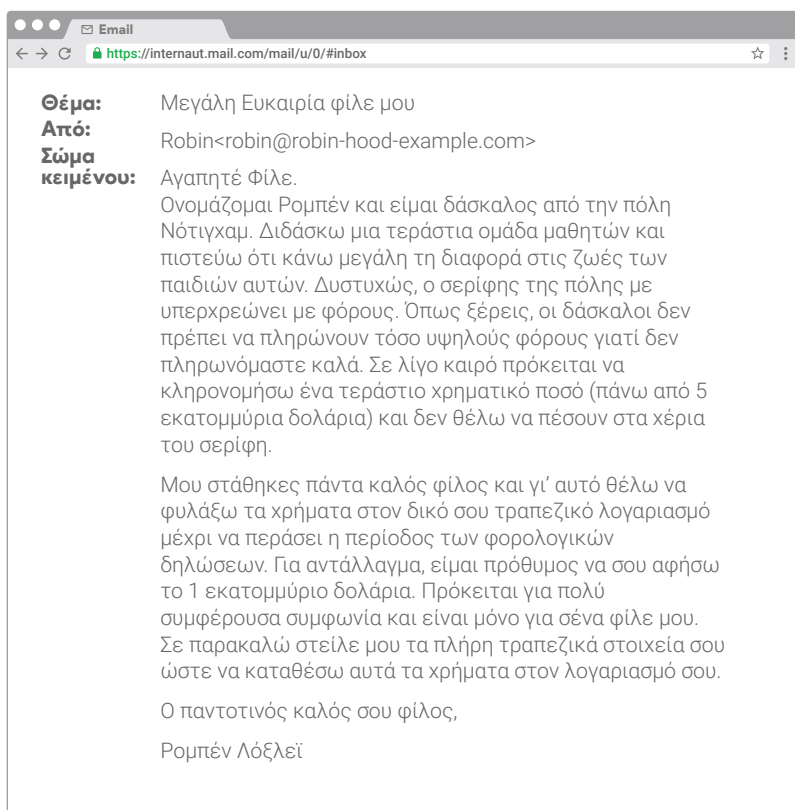 Email
https://internaut.mail.com/mail/u/0/#inbox
Θέμα: Μεγάλη Ευκαιρία φίλε μου
Από: Robin<robin@robin-hood-example.com>
Σώμα
κειμένου: Αγαπητέ Φίλε.
Ονομάζομαι Ρομπέν και είμαι δάσκαλος από την πόλη
Νότιγχαμ. Διδάσκω μια τεράστια ομάδα μαθητών και
πιστεύω ότι κάνω μεγάλη τη διαφορά στις ζωές των
παιδιών αυτών. Δυστυχώς, ο σερίφης της πόλης με
υπερχρεώνει με φόρους. Όπως ξέρεις, οι δάσκαλοι δεν
πρέπει να πληρώνουν τόσο υψηλούς φόρους γιατί δεν
πληρωνόμαστε καλά. Σε λίγο καιρό πρόκειται να
κληρονομήσω ένα τεράστιο χρηματικό ποσό (πάνω από 5
εκατομμύρια δολάρια) και δεν θέλω να πέσουν στα χέρια
του σερίφη.
Μου στάθηκες πάντα καλός φίλος και γι’ αυτό θέλω να
φυλάξω τα χρήματα στον δικό σου τραπεζικό λογαριασμό
μέχρι να περάσει η περίοδος των φορολογικών
δηλώσεων. Για αντάλλαγμα, είμαι πρόθυμος να σου αφήσω
το 1 εκατομμύριο δολάρια. Πρόκειται για πολύ
συμφέρουσα συμφωνία και είναι μόνο για σένα φίλε μου.
Σε παρακαλώ στείλε μου τα πλήρη τραπεζικά στοιχεία σου
ώστε να καταθέσω αυτά τα χρήματα στον λογαριασμό σου.
Ο παντοτινός καλός σου φίλος,
Ρομπέν Λόξλεϊ